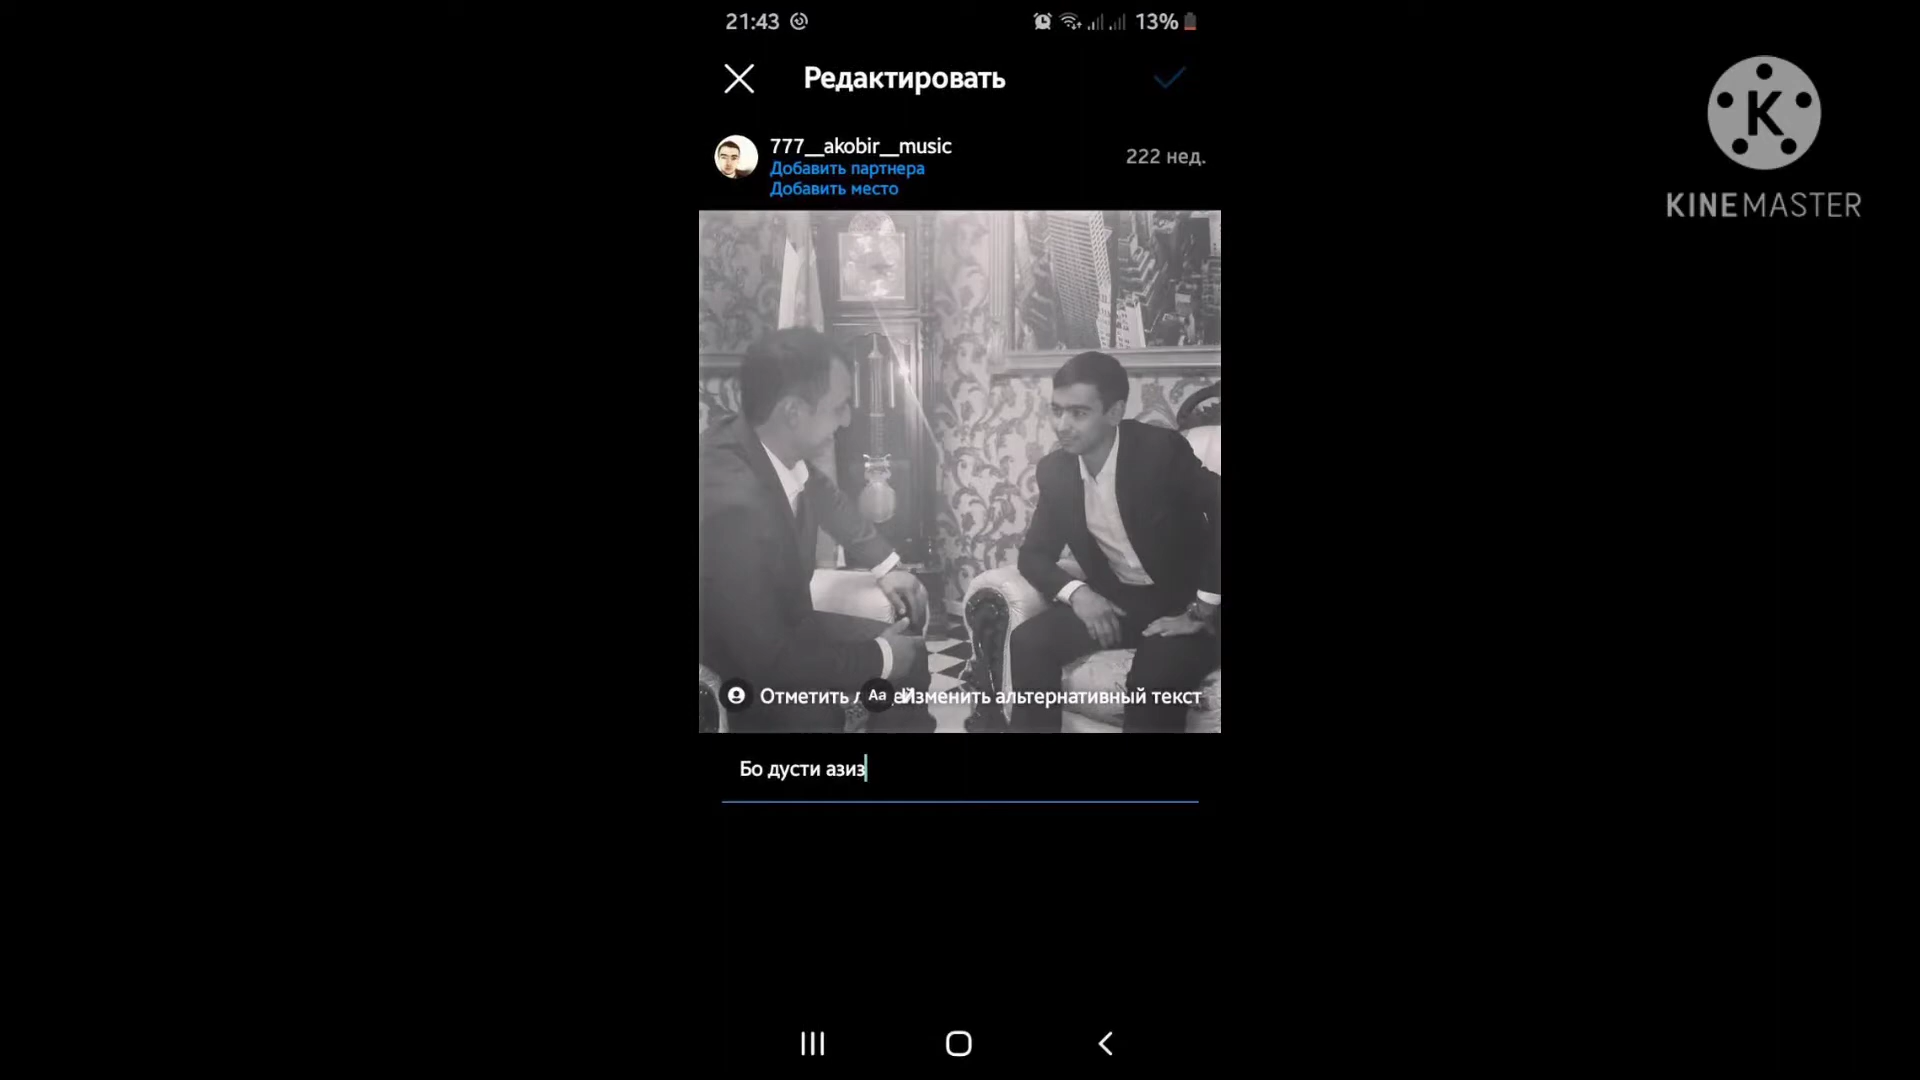 21:43
13%
Редактировать
777__akobir__music
Добавить партнера
222 нед.
Добавить место
K
KINEMASTER
Отметить
Aa
Изменить альтернативный текст
Бо дусти азиз